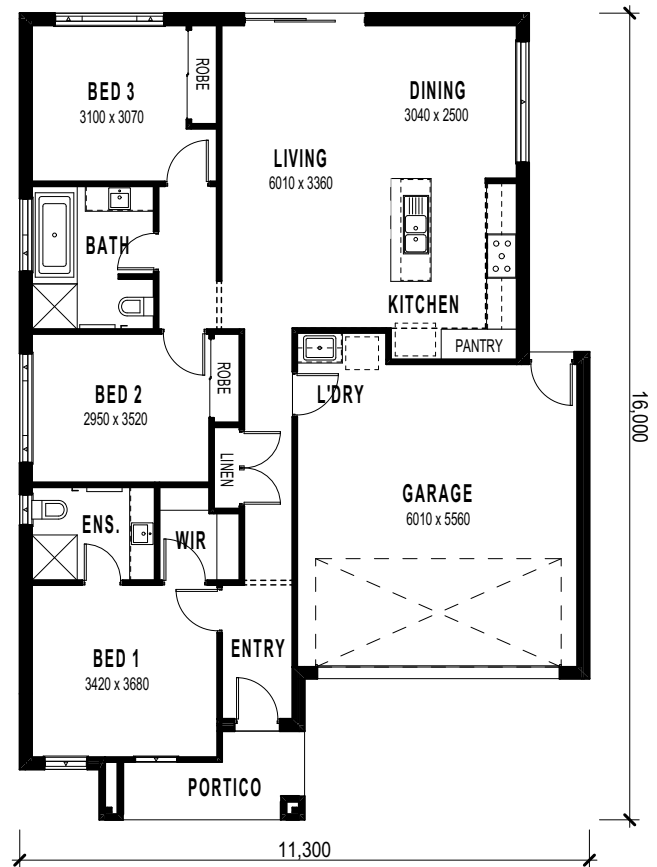 BED 3
3100 x 3070
ROBE
DINING
3040 x 2500
LIVING
6010 x 3360
BATH
KITCHEN
PANTRY
BED 2
2950 x 3520
ROBE
L'DRY
16,000
LINEN
GARAGE
6010 x 5560
ENS.
WIR
BED 1
3420 x 3680
ENTRY
PORTICO
11,300